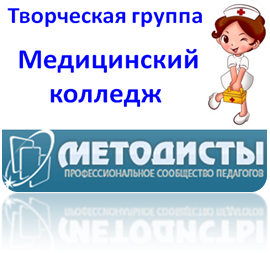 Творческая группа
Медицинский
колледж
МЕТОДИСТЫ
ПРОФЕССИОНАЛЬНОЕ СООБЩЕСТВО ПЕДАГОГОВ